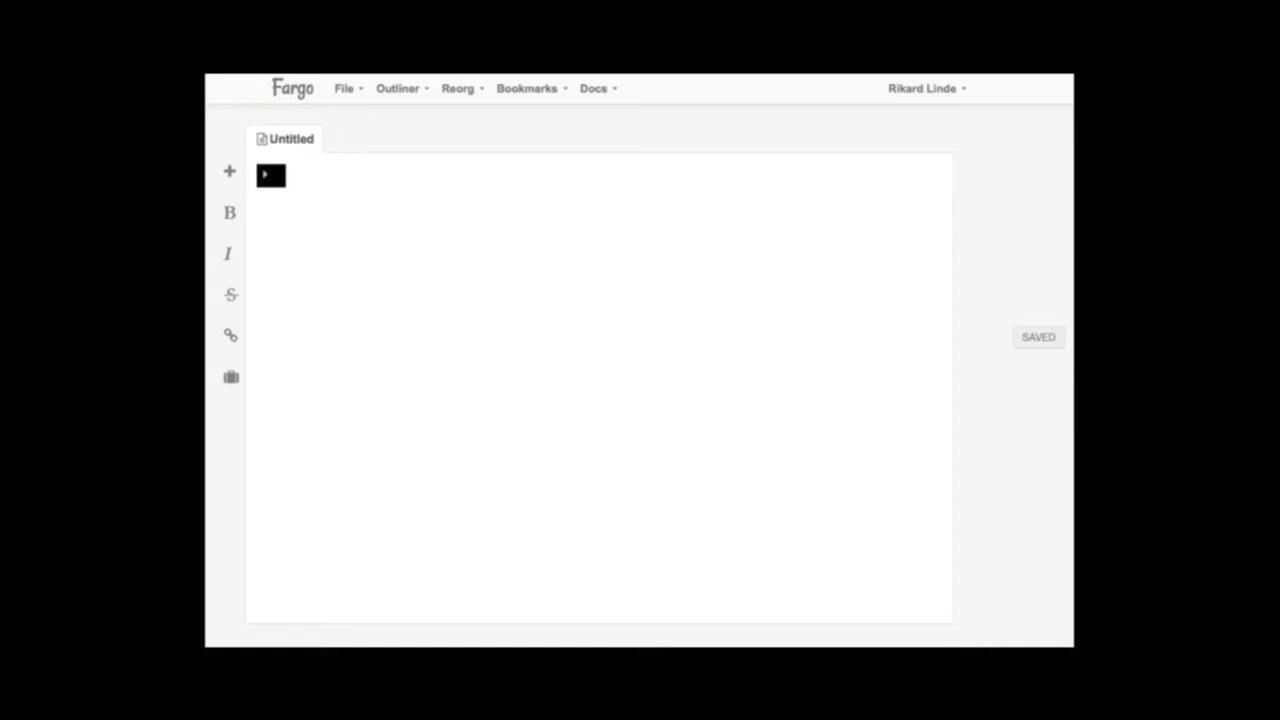 Fargo File Outliner Reorg Bookmarks Docs Rikard Linde
Untitled
B
I
S
SAVED